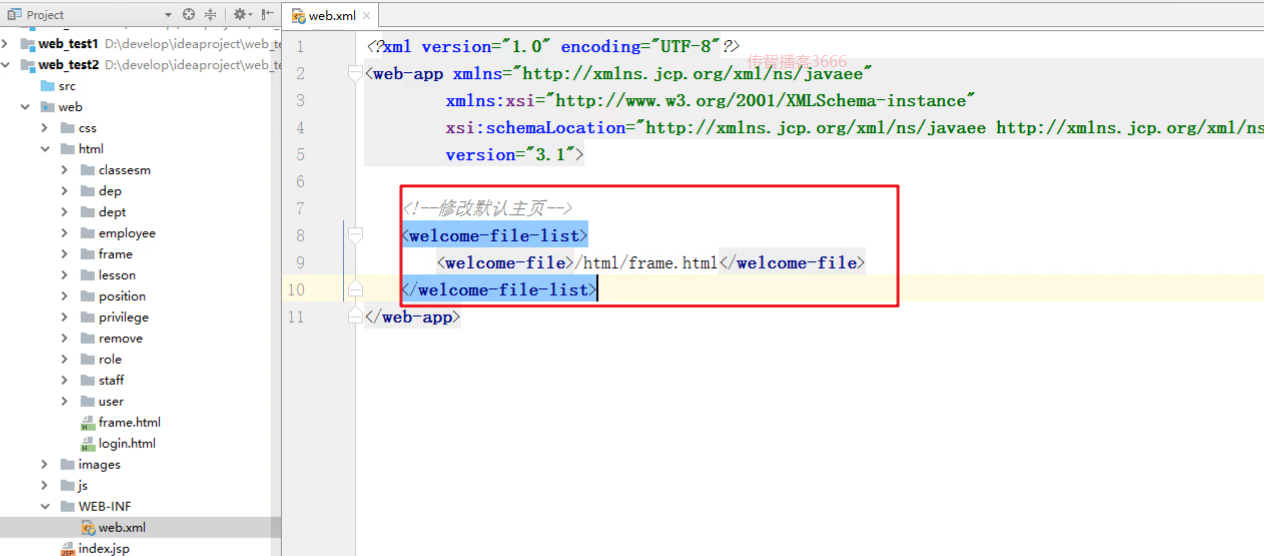 Project
web.xml
web_test1 D:\develop\ideaproject\web_te
web_test2 D:\develop\ideaproject\web_te
src
web
css
html
classesm
dep
dept
employee
frame
lesson
position
privilege
remove
role
staff
user
frame.html
login.html
images
js
WEB-INF
web.xml
index.jsp
1 <?xml version="1.0" encoding="UTF-8"?>
传智播客3666
2 <web-app xmlns="http://xmlns.jcp.org/xml/ns/javaee"
3 xmlns:xsi="http://www.w3.org/2001/XMLSchema-instance"
4 xsi:schemaLocation="http://xmlns.jcp.org/xml/ns/javaee http://xmlns.jcp.org/xml/ns
5 version="3.1">
6
7 <!--修改默认主页-->
8 <welcome-file-list>
9 <welcome-file>/html/frame.html</welcome-file>
10 </welcome-file-list>
11 </web-app>